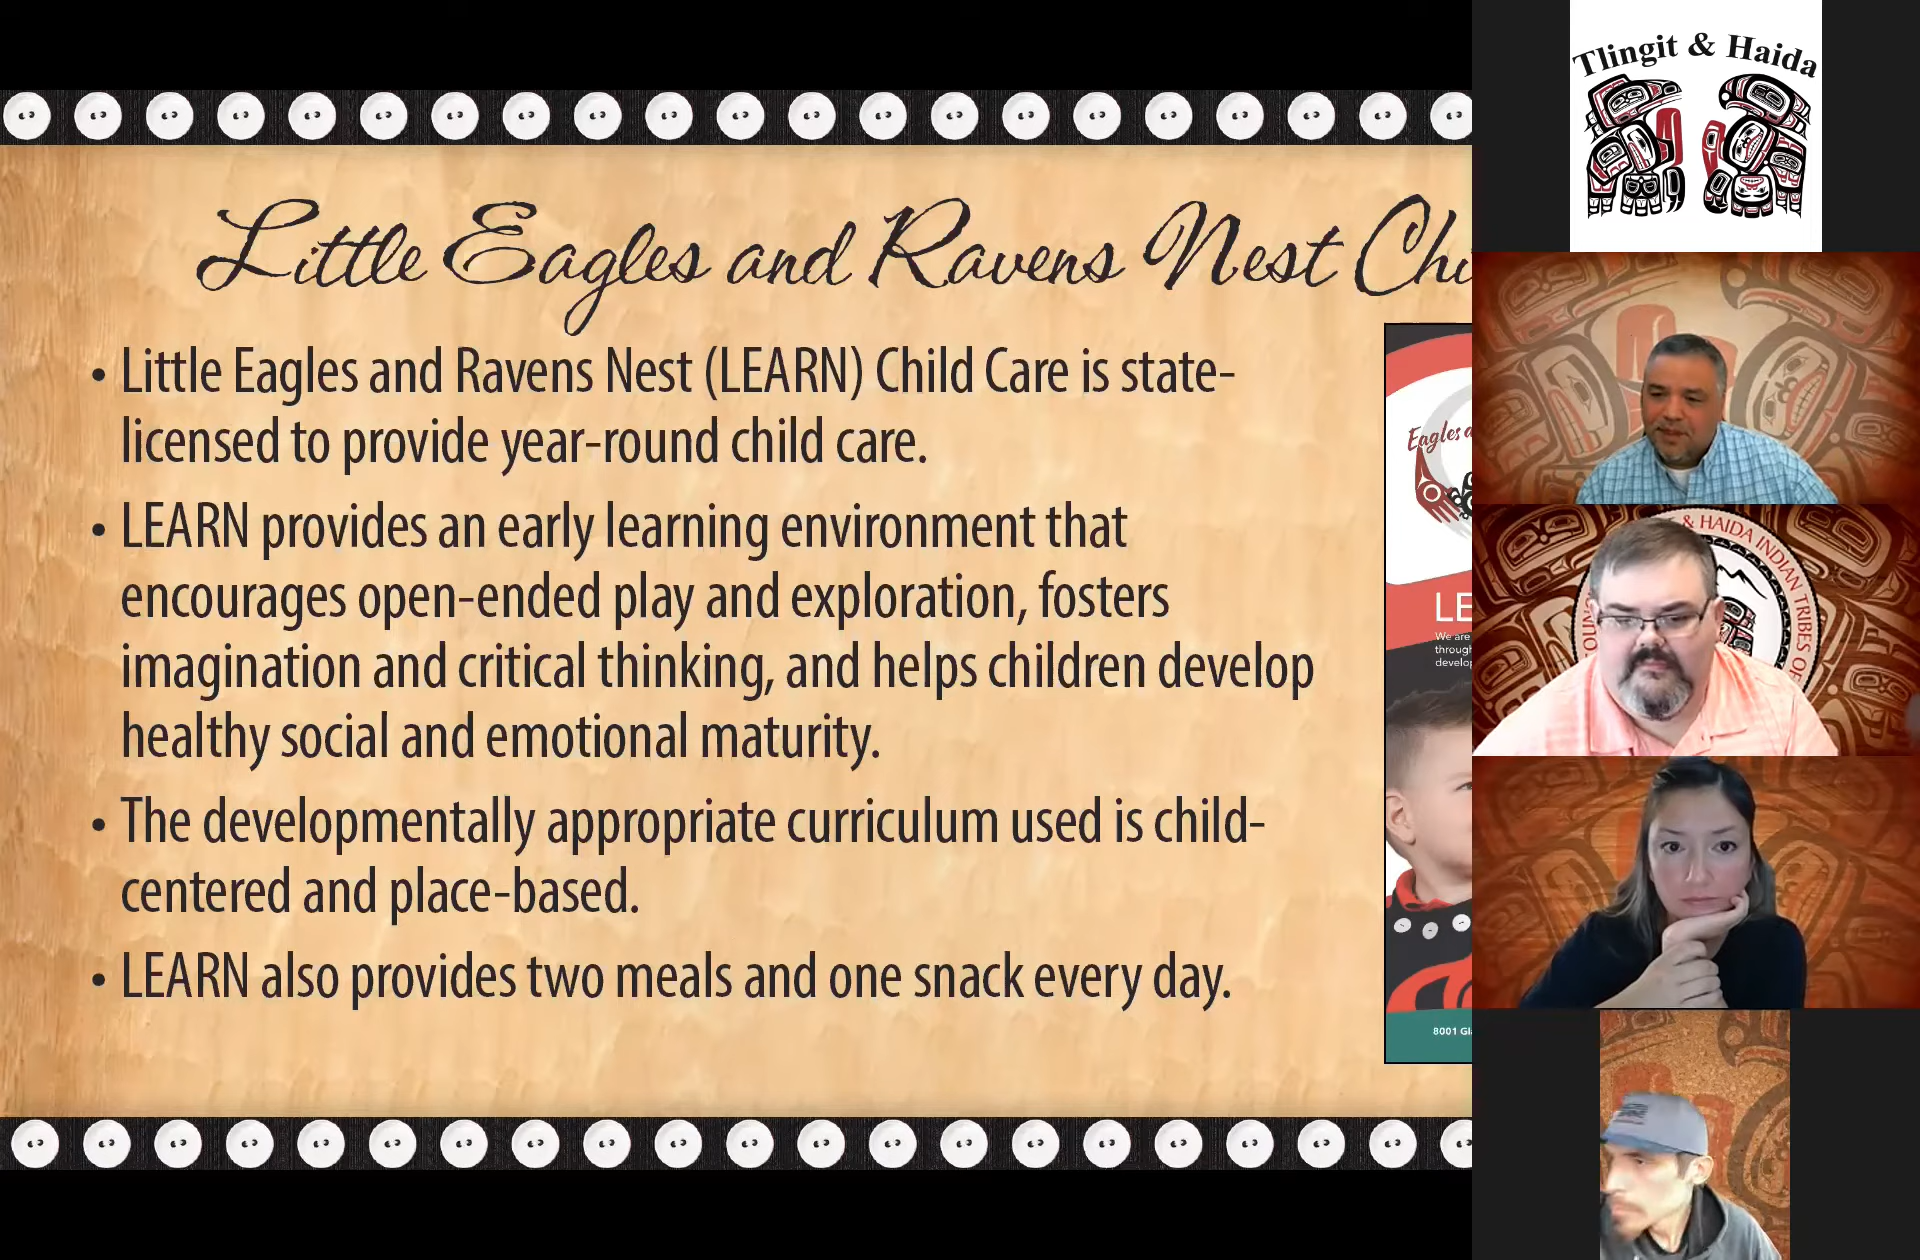 Little Eagles and Ravens Nest
• Little Eagles and Ravens Nest (LEARN) Child Care is state-
licensed to provide year-round child care.
• LEARN provides an early learning environment that
encourages open-ended play and exploration, fosters
imagination and critical thinking, and helps children develop
healthy social and emotional maturity.
• The developmentally appropriate curriculum used is child-
centered and place-based.
• LEARN also provides two meals and one snack every day.
Eagles
LE
We are
through
develop
8001
Tlingit & Haida
& HAIDA INDIAN TRIBES OF